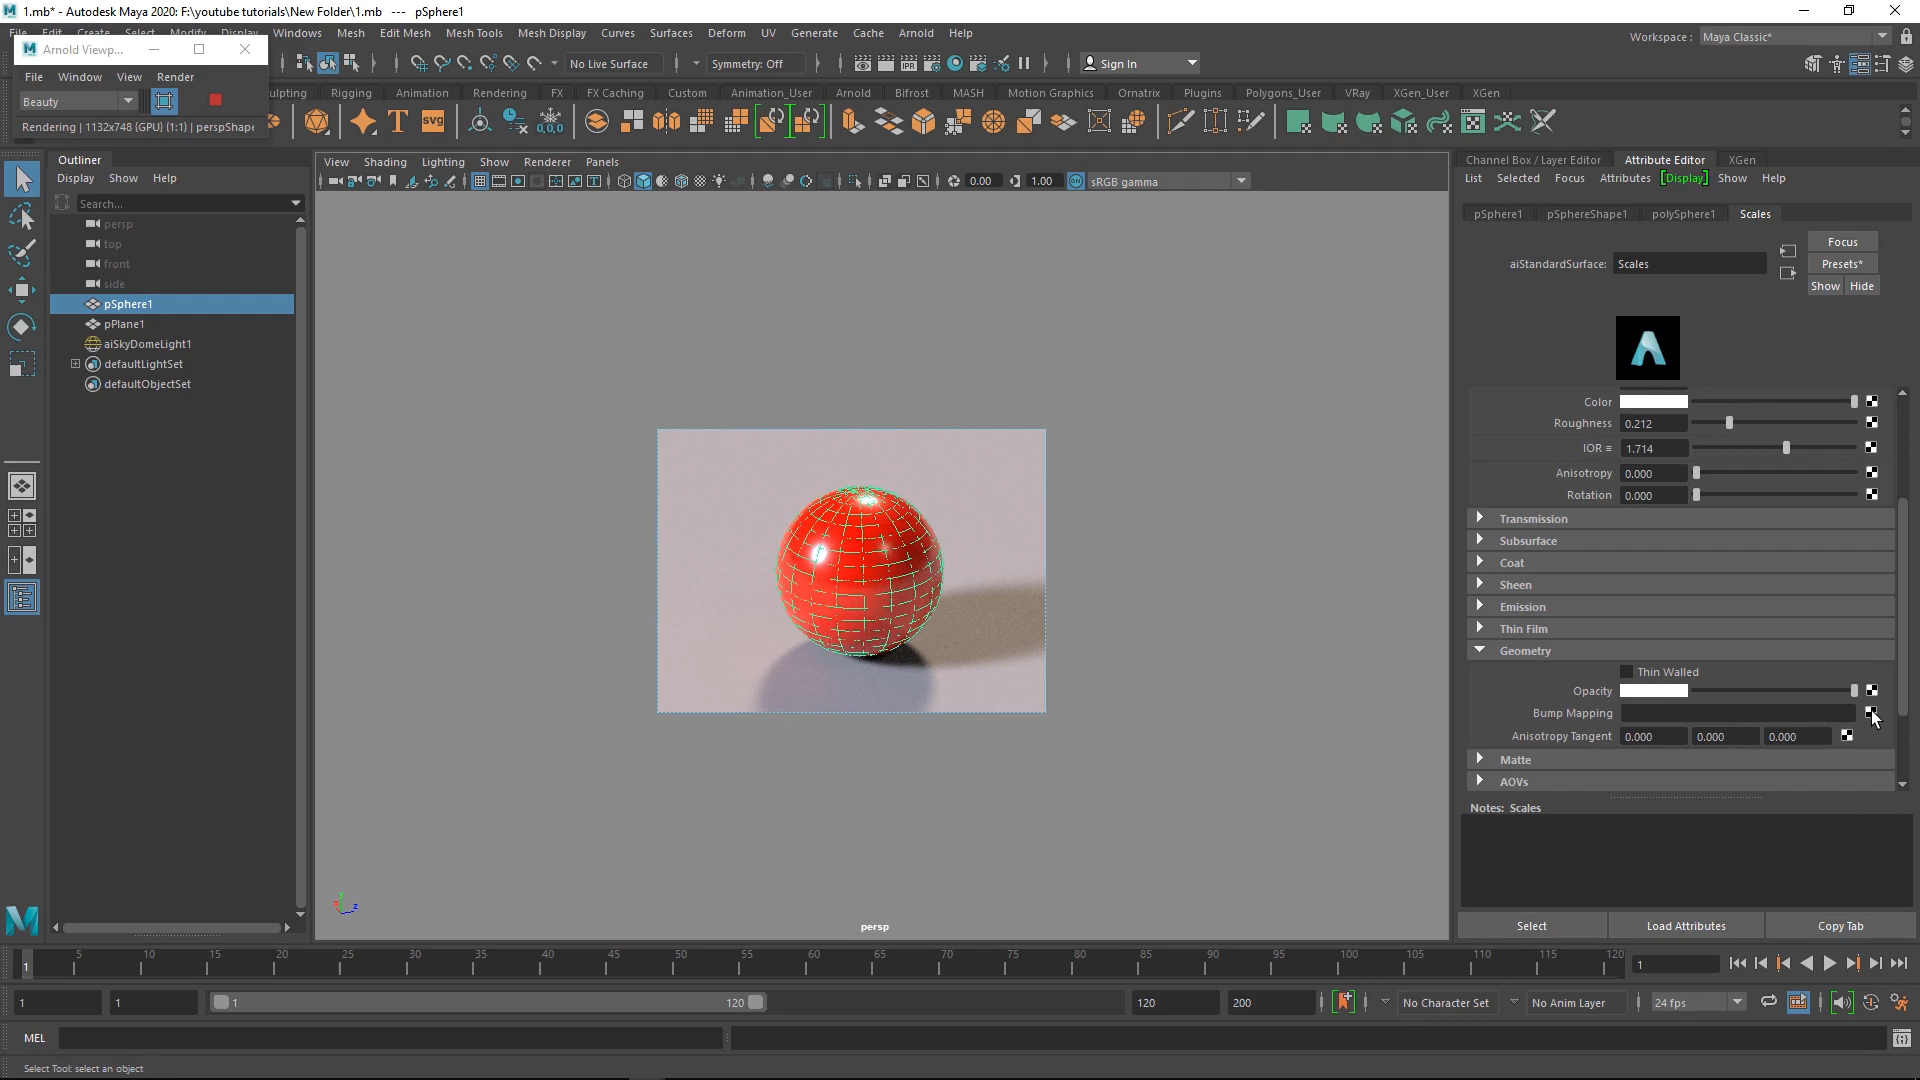 1.mb* - Autodesk Maya 2020: F:\youtube tutorials\New Folder\1.mb --- pSphere1
Windows Mesh Edit Mesh Mesh Tools Mesh Display Curves Surfaces Deform UV Generate Cache Arnold Help
Workspace : Maya Classic*
Arnold Viewp...
File Window View Render
Beauty
Rendering | 1132x748 (GPU) (1:1) | perspShape
No Live Surface
Symmetry: Off
Sign In
ulpting Rigging Animation Rendering FX FX Caching Custom Animation_User Arnold Bifrost MASH Motion Graphics Ornatrix Plugins Polygons_User VRay XGen_User XGen
T
SVG
0,0,0
Outliner
Display Show Help
Search...
persp
top
front
side
pSphere1
pPlane1
aiSkyDomeLight1
defaultLightSet
defaultObjectSet
View Shading Lighting Show Renderer Panels
0.00 1.00 sRGB gamma
persp
Channel Box / Layer Editor Attribute Editor XGen
List Selected Focus Attributes Display Show Help
pSphere1 pSphereShape1 polySphere1 Scales
aiStandardSurface: Scales
Focus
Presets*
Show Hide
Color
Roughness 0.212
IOR 1.714
Anisotropy 0.000
Rotation 0.000
Transmission
Subsurface
Coat
Sheen
Emission
Thin Film
Geometry
Thin Walled
Opacity
Bump Mapping
Anisotropy Tangent 0.000 0.000 0.000
Matte
AOVs
Notes: Scales
Select Load Attributes Copy Tab
1 5 10 15 20 25 30 35 40 45 50 55 60 65 70 75 80 85 90 95 100 105 110 115 120
1
1 1 1 120 120 200 No Character Set No Anim Layer 24 fps
MEL
Select Tool: select an object